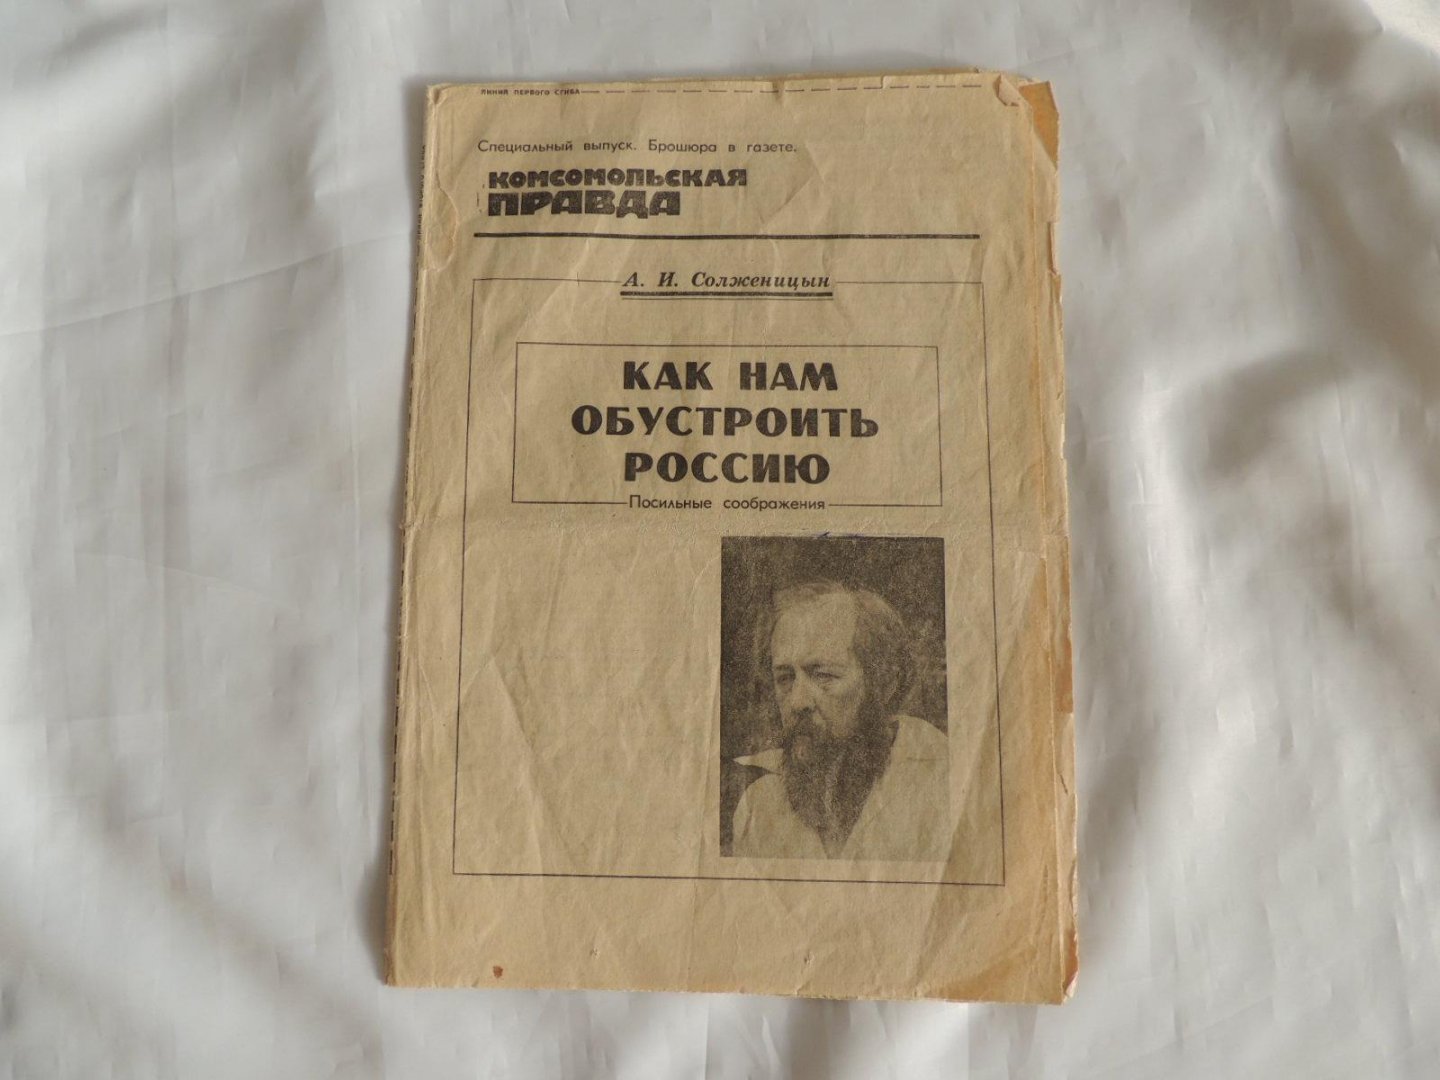 ЛИНИЯ ПЕРВОГО СГИБА
Специальный выпуск. Брошюра в газете.
КОМСОМОЛЬСКАЯ
ПРАВДА
А. И. Солженицын
КАК НАМ
ОБУСТРОИТЬ
РОССИЮ
Посильные соображения